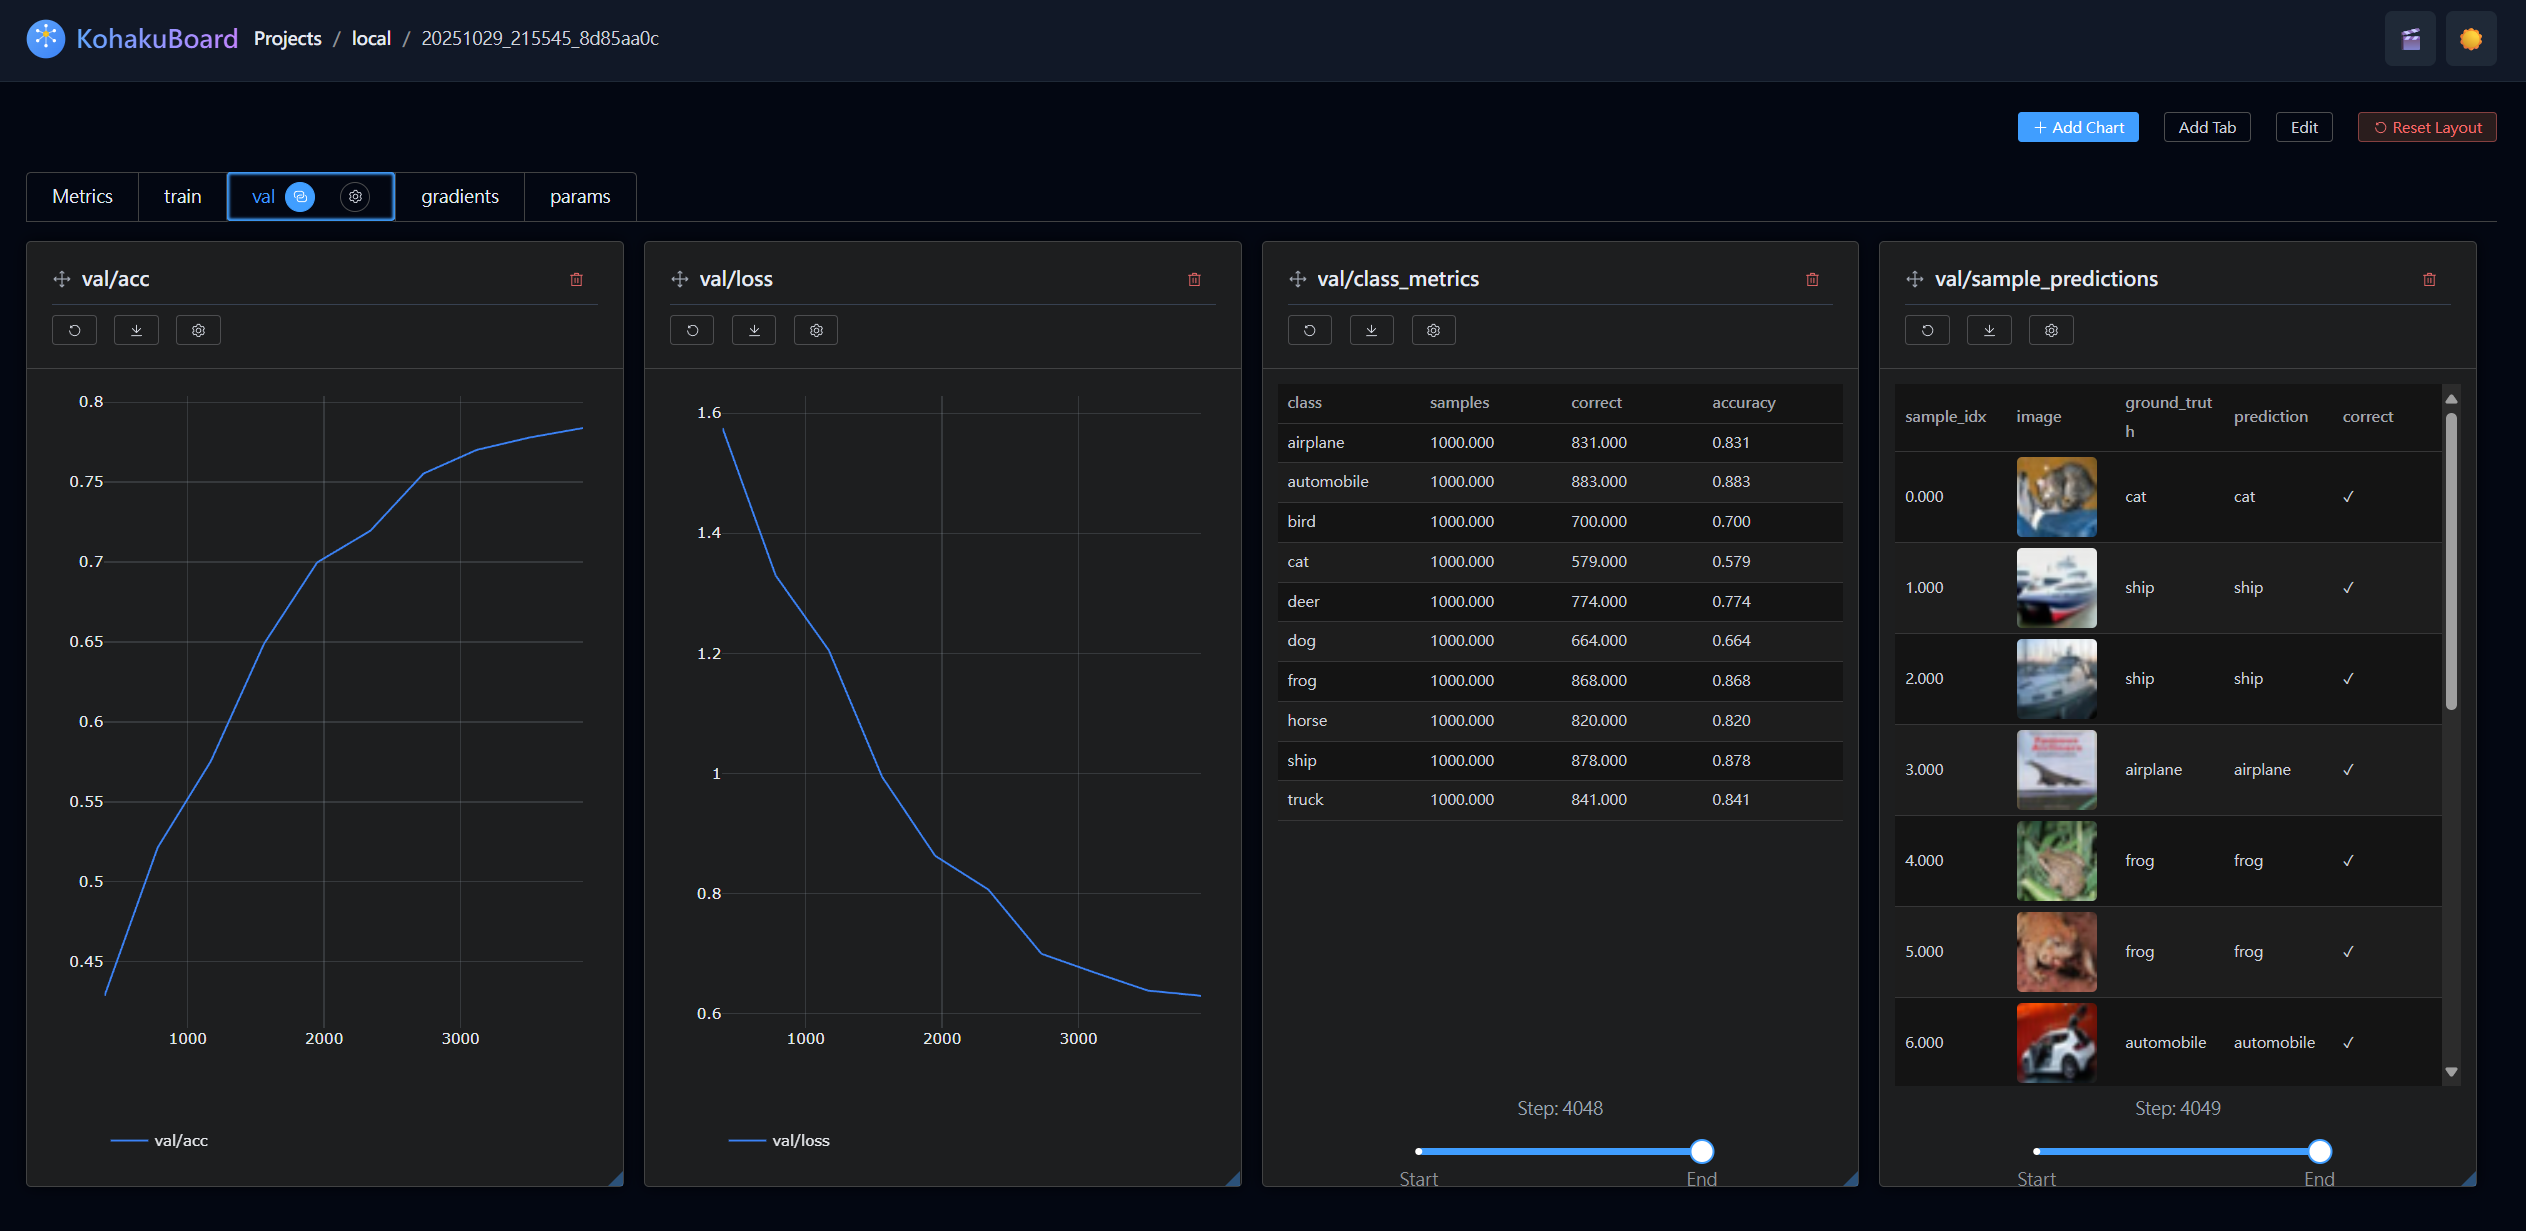 KohakuBoard Projects / local / 20251029_215545_8d85aa0c
Add Chart
Add Tab
Edit
Reset Layout
Metrics
train
val
gradients
params
val/acc
0.8
0.75
0.7
0.65
0.6
0.55
0.5
0.45
1000 2000 3000
val/acc
val/loss
1.6
1.4
1.2
1
0.8
0.6
1000 2000 3000
val/loss
val/class_metrics
class samples correct accuracy
airplane 1000.000 831.000 0.831
automobile 1000.000 883.000 0.883
bird 1000.000 700.000 0.700
cat 1000.000 579.000 0.579
deer 1000.000 774.000 0.774
dog 1000.000 664.000 0.664
frog 1000.000 868.000 0.868
horse 1000.000 820.000 0.820
ship 1000.000 878.000 0.878
truck 1000.000 841.000 0.841
Step: 4048
Start End
val/sample_predictions
sample_idx image ground_trut
h prediction correct
0.000 cat cat ✓
1.000 ship ship ✓
2.000 ship ship ✓
3.000 airplane airplane ✓
4.000 frog frog ✓
5.000 frog frog ✓
6.000 automobile automobile ✓
Step: 4049
Start End